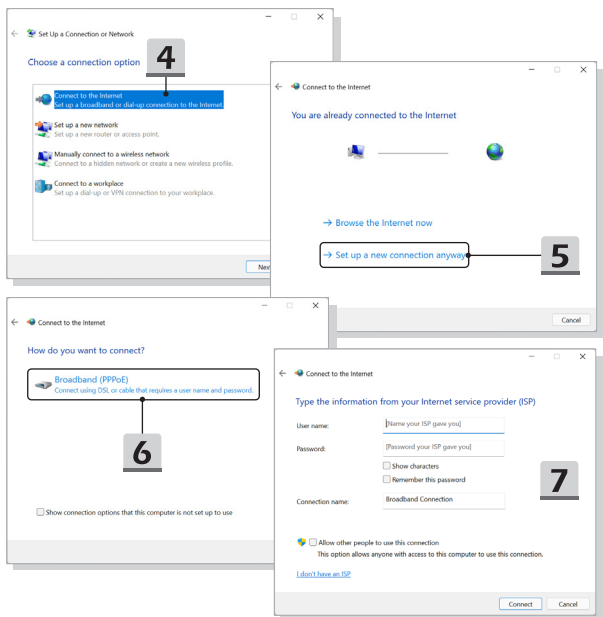 Set Up a Connection or Network
Choose a connection option
4
Connect to the Internet
Set up a broadband or dial-up connection to the Internet.
Set up a new network
Set up a new router or access point.
Manually connect to a wireless network
Connect to a hidden network or create a new wireless profile.
Connect to a workplace
Set up a dial-up or VPN connection to your workplace.
Connect to the Internet
You are already connected to the Internet
→ Browse the Internet now
→ Set up a new connection anyway
5
Cancel
Connect to the Internet
How do you want to connect?
Broadband (PPPoE)
Connect using DSL or cable that requires a user name and password.
6
Show connection options that this computer is not set up to use
Connect to the Internet
Type the information from your Internet service provider (ISP)
User name:
[Name your ISP gave you]
Password:
[Password your ISP gave you]
Show characters
Remember this password
7
Connection name:
Broadband Connection
Allow other people to use this connection
This option allows anyone with access to this computer to use this connection.
I don't have an ISP
Connect
Cancel